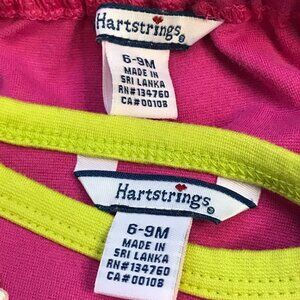 Hartstrings®
6-9M
MADE IN
SRI LANKA
RN#134760
CA#00108
Hartstrings®
6-9M
MADE IN
SRI LANKA
RN#134760
CA#00108